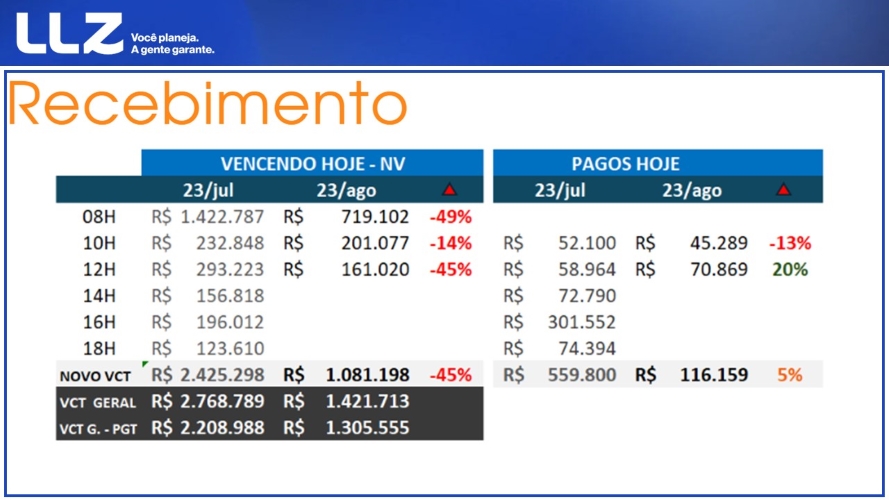 LLZ Você planeja.
A gente garante.
Recebimento
VENCENDO HOJE - NV PAGOS HOJE
23/jul 23/ago 23/jul 23/ago
08H R$ 1.422.787 R$ 719.102 -49%
10H R$ 232.848 R$ 201.077 -14% R$ 52.100 R$ 45.289 -13%
12H R$ 293.223 R$ 161.020 -45% R$ 58.964 R$ 70.869 20%
14H R$ 156.818 R$ 72.790
16H R$ 196.012 R$ 301.552
18H R$ 123.610 R$ 74.394
NOVO VCT R$ 2.425.298 R$ 1.081.198 -45% R$ 559.800 R$ 116.159 5%
VCT GERAL R$ 2.768.789 R$ 1.421.713
VCT G. - PGT R$ 2.208.988 R$ 1.305.555